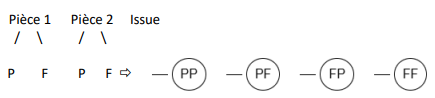 Pièce 1 Pièce 2 Issue
/ \ / \
P F P F ⇨ — PP — PF — FP — FF